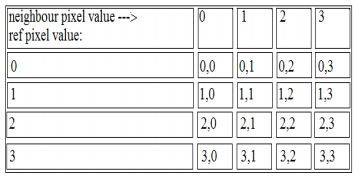 neighbour pixel value ---> 0 1 2 3
ref pixel value:
0 0,0 0,1 0,2 0,3
1 1,0 1,1 1,2 1,3
2 2,0 2,1 2,2 2,3
3 3,0 3,1 3,2 3,3